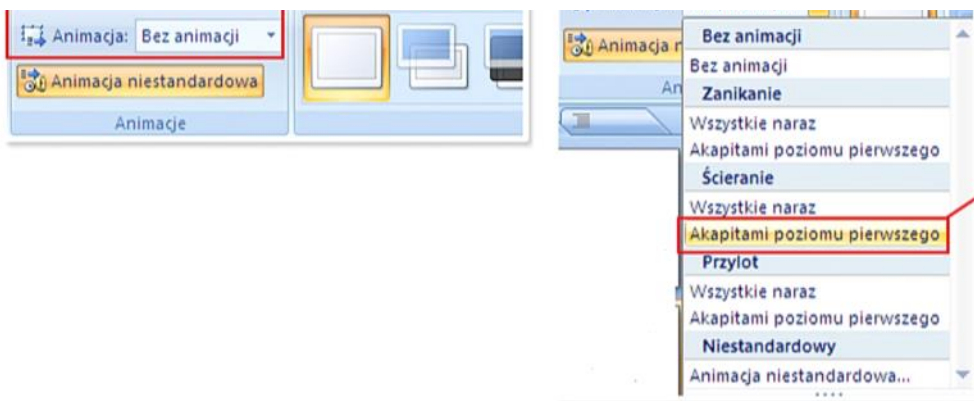 Animacja: Bez animacji
Animacja niestandardowa
Animacje
Animacja
An
Bez animacji
Bez animacji
Zanikanie
Wszystkie naraz
Akapitami poziomu pierwszego
Ścieranie
Wszystkie naraz
Akapitami poziomu pierwszego
Przylot
Wszystkie naraz
Akapitami poziomu pierwszego
Niestandardowy
Animacja niestandardowa...